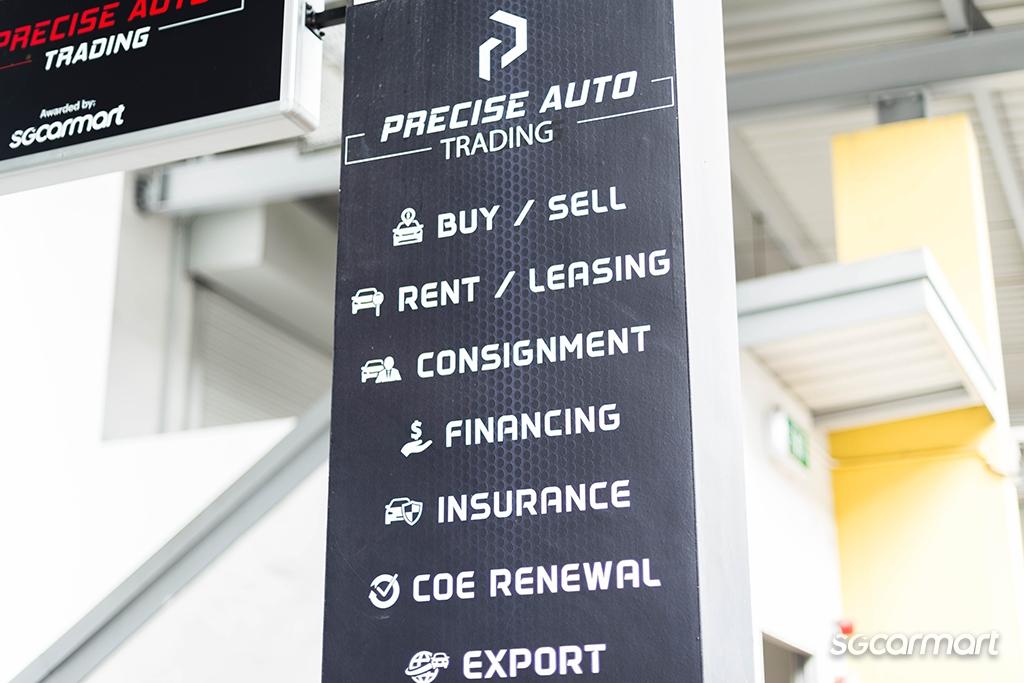 PRECISE AUTO
TRADING
Awarded by:
sgcarmart
PRECISE AUTO
TRADING
BUY / SELL
RENT / LEASING
CONSIGNMENT
FINANCING
INSURANCE
COE RENEWAL
EXPORT
sgcarmart